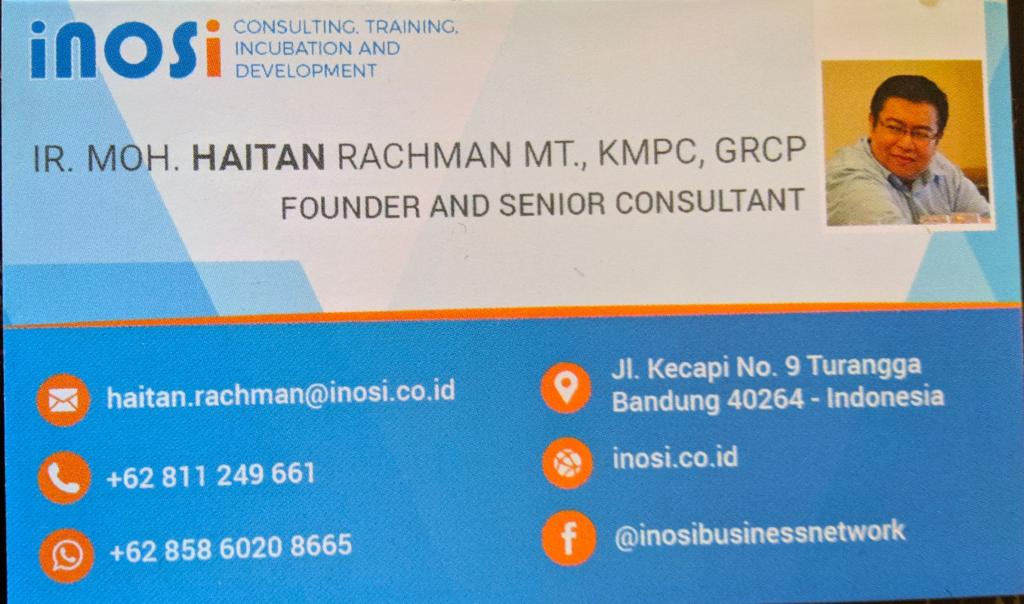 inosi
CONSULTING, TRAINING,
INCUBATION AND
DEVELOPMENT
IR. MOH. HAITAN RACHMAN MT., KMPC, GRCP
FOUNDER AND SENIOR CONSULTANT
haitan.rachman@inosi.co.id
+62 811 249 661
+62 858 6020 8665
Jl. Kecapi No. 9 Turangga
Bandung 40264 - Indonesia
inosi.co.id
@inosibusinessnetwork